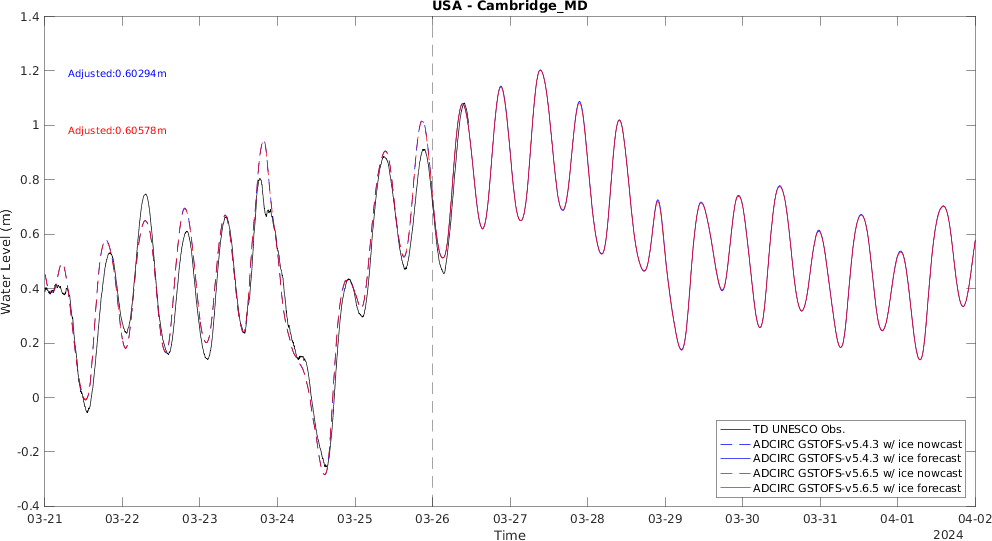 USA - Cambridge_MD
1.4
1.2
1
0.8
0.6
0.4
0.2
0
-0.2
-0.4
Water Level (m)
Adjusted:0.60294m
Adjusted:0.60578m
TD UNESCO Obs.
ADCIRC GSTOFS-v5.4.3 w/ ice nowcast
ADCIRC GSTOFS-v5.4.3 w/ ice forecast
ADCIRC GSTOFS-v5.6.5 w/ ice nowcast
ADCIRC GSTOFS-v5.6.5 w/ ice forecast
03-21 03-22 03-23 03-24 03-25 03-26 03-27 03-28 03-29 03-30 03-31 04-01 04-02
Time
2024